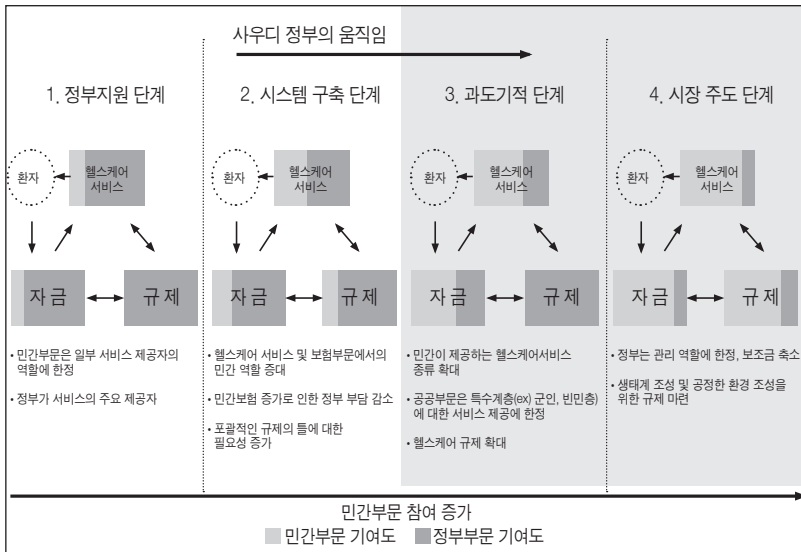 사우디 정부의 움직임
1. 정부지원 단계
환자
헬스케어
서비스
자 금
규 제
• 민간부문은 일부 서비스 제공자의
역할에 한정
• 정부가 서비스의 주요 제공자
2. 시스템 구축 단계
환자
헬스케어
서비스
자 금
규 제
• 헬스케어 서비스 및 보험부문에서의
민간 역할 증대
• 민간보험 증가로 인한 정부 부담 감소
• 포괄적인 규제의 틀에 대한
필요성 증가
3. 과도기적 단계
환자
헬스케어
서비스
자 금
규 제
• 민간이 제공하는 헬스케어서비스
종류 확대
• 공공부문은 특수계층(ex) 군인, 빈민층)
에 대한 서비스 제공에 한정
• 헬스케어 규제 확대
4. 시장 주도 단계
환자
헬스케어
서비스
자 금
규 제
• 정부는 관리 역할에 한정, 보조금 축소
• 생태계 조성 및 공정한 환경 조성을
위한 규제 마련
민간부문 참여 증가
민간부문 기여도 정부부문 기여도